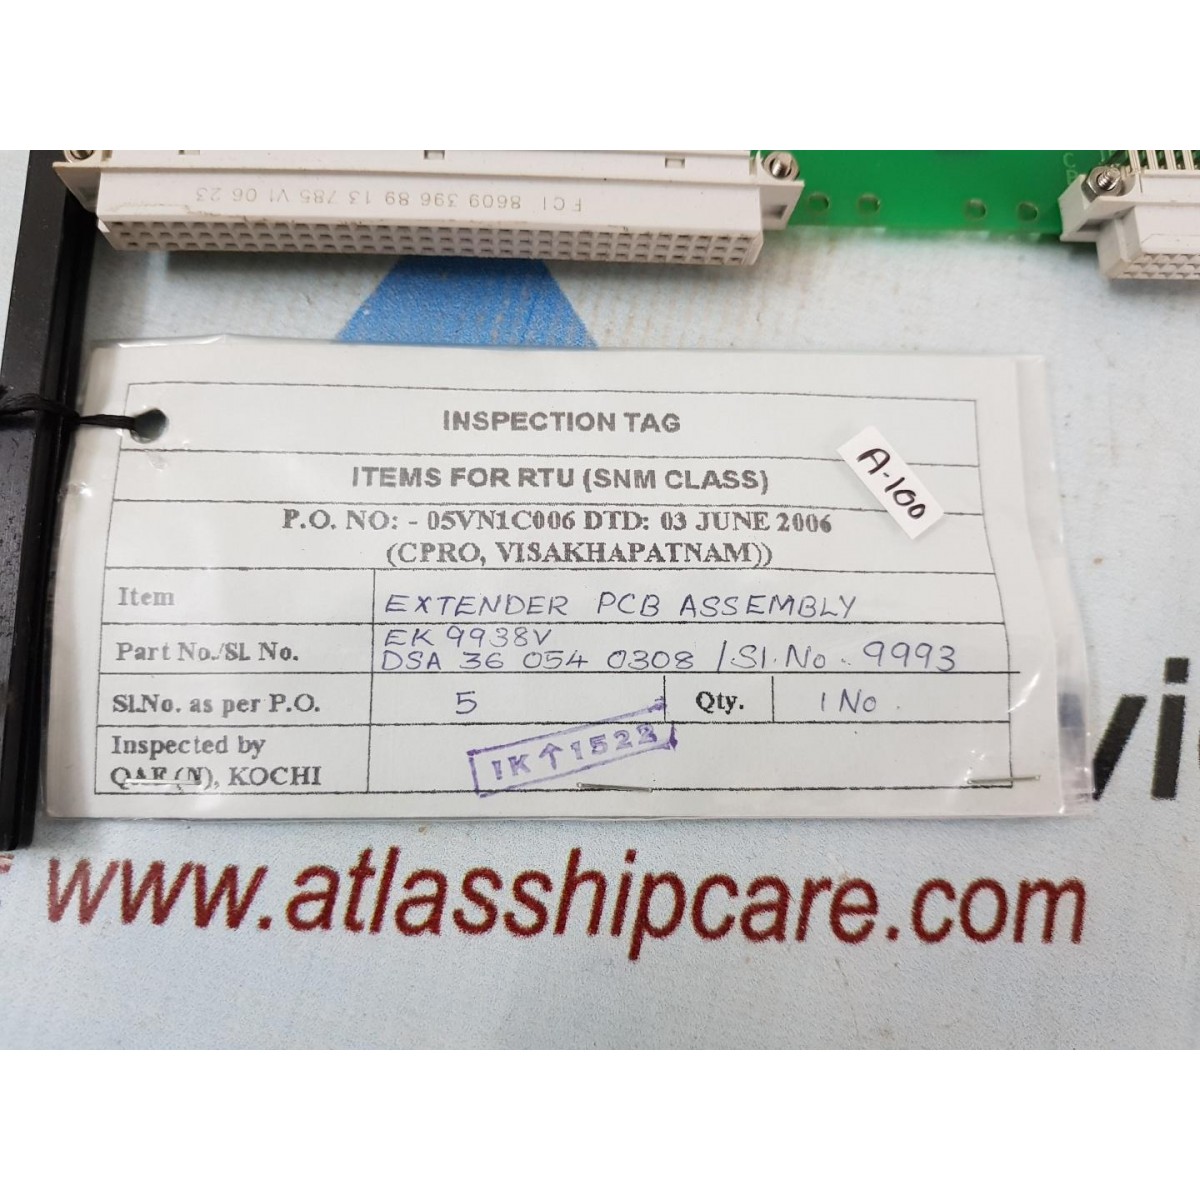 FCI 8609 396 89 13 785 V1 06 23
INSPECTION TAG
ITEMS FOR RTU (SNM CLASS)
A-100
P.O. NO: - 05VN1C006 DTD: 03 JUNE 2006
(CPRO, VISAKHAPATNAM))
Item EXTENDER PCB ASSEMBLY
EK 9938V
Part No./SL No. DSA 36 054 0308 / Sl. No. 9993
Sl.No. as per P.O. 5 Qty. 1 No.
Inspected by
QAE (N), KOCHI
IK↑1523
vi
www.atlasshipcare.com